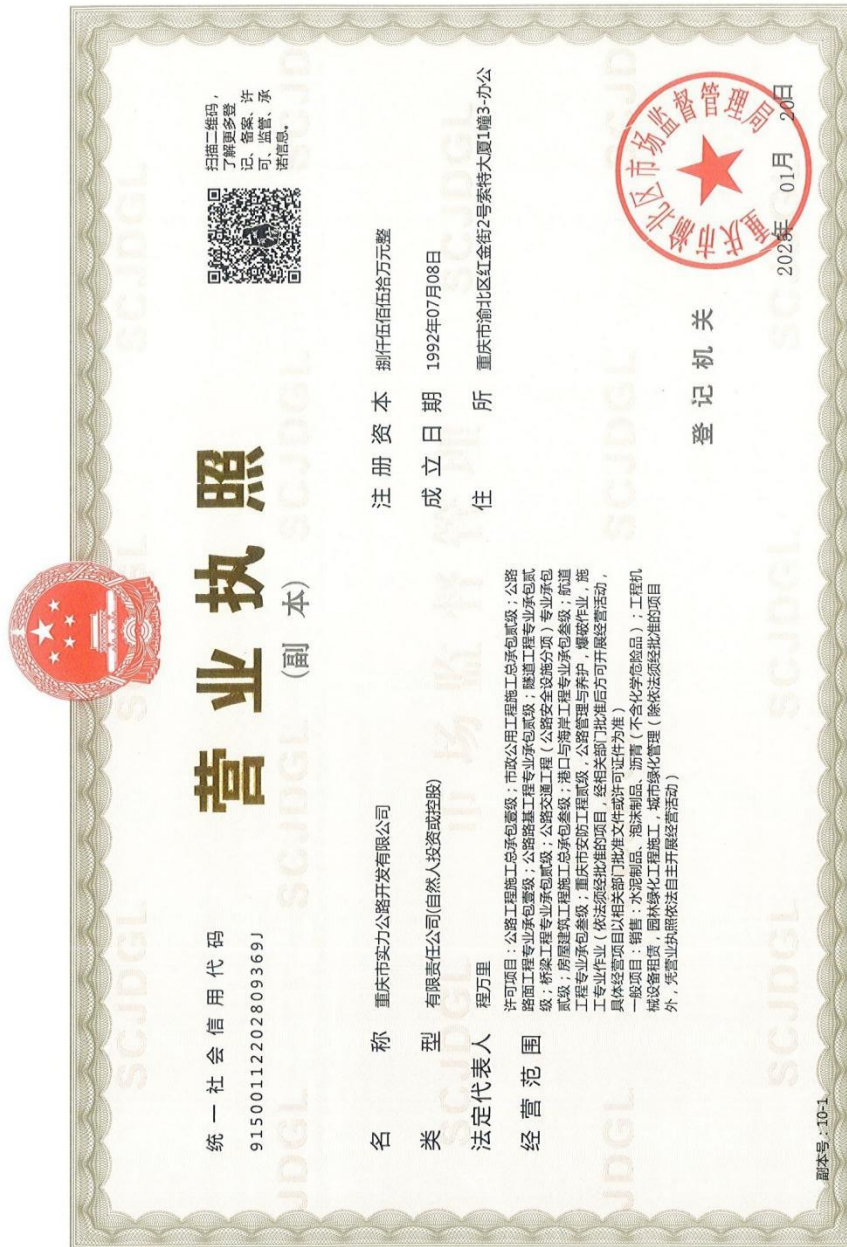 营业执照
(副 本)
扫描二维码，
了解更多登
记、备案、许
可、监管、承
诺信息。
统一社会信用代码
91500112202809369J
名 称 重庆市实力公路开发有限公司
类 型 有限责任公司(自然人投资或控股)
法定代表人 程万里
经营范围 许可项目：公路工程施工总承包壹级；市政公用工程施工总承包贰级；公路
路面工程专业承包壹级；公路路基工程专业承包贰级；隧道工程专业承包贰
级；桥梁工程专业承包贰级；公路交通工程（公路安全设施分项）专业承包
贰级；房屋建筑工程施工总承包叁级；港口与海岸工程专业承包叁级；航道
工程专业承包叁级；重庆市安防工程贰级，公路管理与养护，爆破作业，施
工专业作业（依法须经批准的项目，经相关部门批准后方可开展经营活动，
具体经营项目以相关部门批准文件或许可证件为准）
一般项目：销售：水泥制品、泡沫制品、沥青（不含化学危险品）；工程机
械设备租赁，园林绿化工程施工，城市绿化管理（除依法须经批准的项目
外，凭营业执照依法自主开展经营活动）
注册资本 捌仟伍佰伍拾万元整
成立日期 1992年07月08日
住 所 重庆市渝北区红金街2号索特大厦1幢3-办公
登记机关
重庆市渝北区市场监督管理局
2025年 01月 20日
副本号：10-1
SCJDGL
市场监督管理